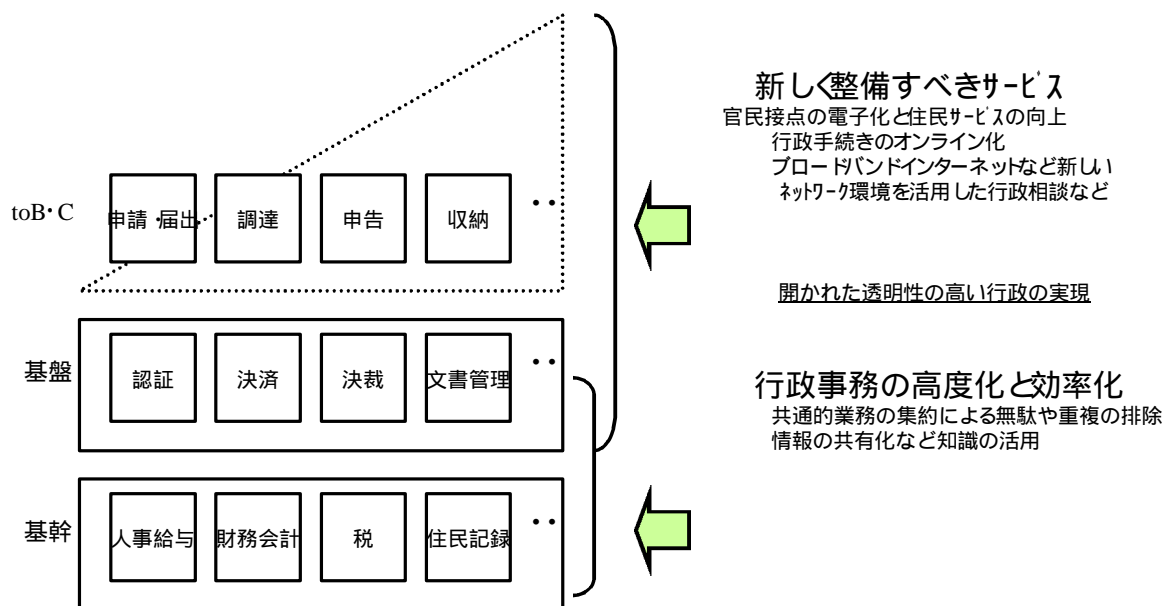 新しく整備すべきサービス
官民接点の電子化と住民サービスの向上
行政手続きのオンライン化
ブロードバンドインターネットなど新しい
ネットワーク環境を活用した行政相談など
toB・C
申請・届出
調達
申告
収納
・・
開かれた透明性の高い行政の実現
基盤
認証
決済
決裁
文書管理
・・
行政事務の高度化と効率化
共通的業務の集約による無駄や重複の排除
情報の共有化など知識の活用
基幹
人事給与
財務会計
税
住民記録
・・